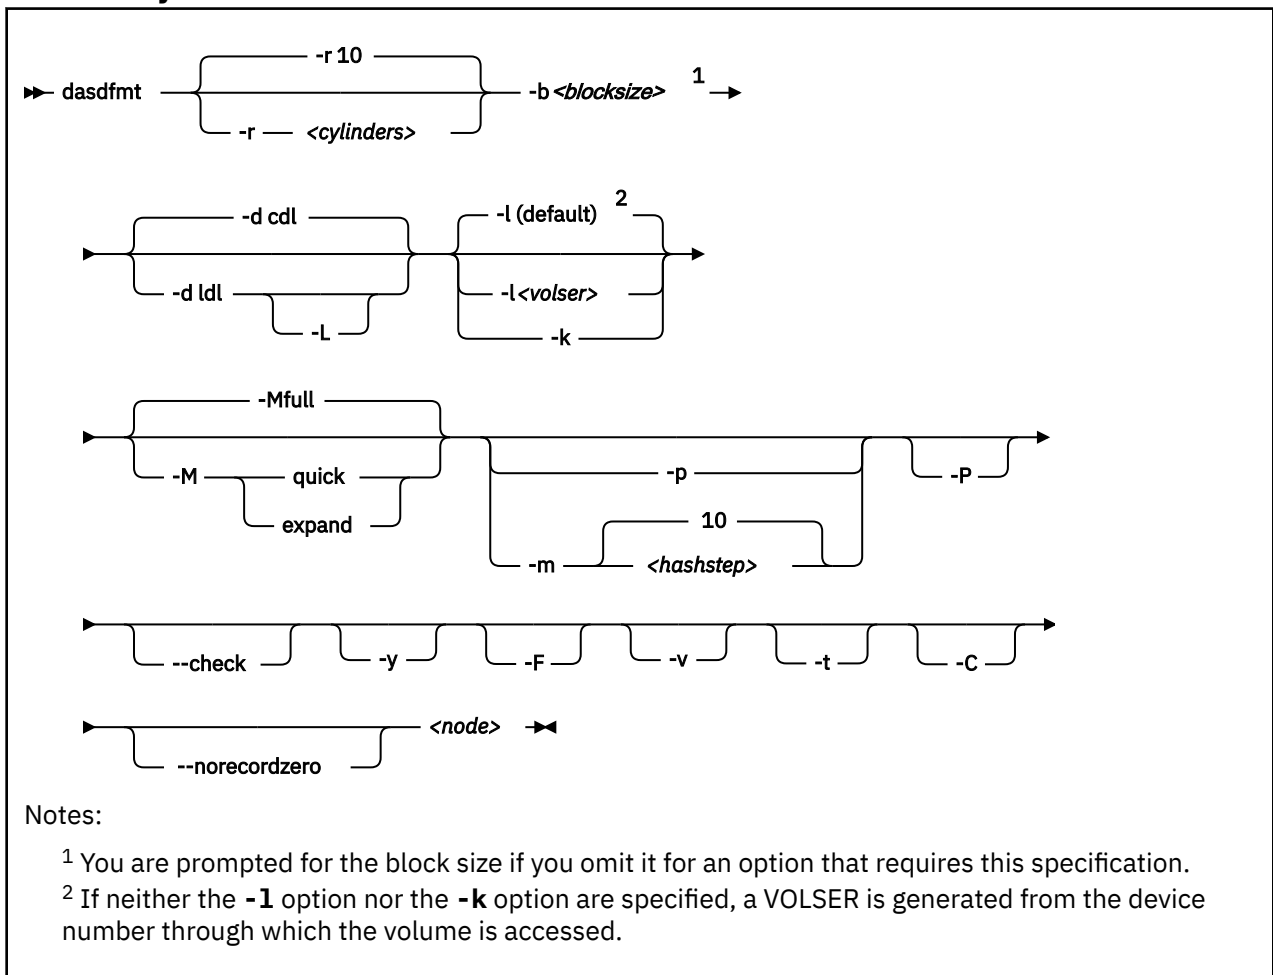 -r 10
dasdfmt -b <blocksize> 1
-r <cylinders>
-d cdl -l (default) 2
-d ldl -l<volser>
-L -k
-Mfull
-M quick -p -P
expand 10
-m <hashstep>
--check -y -F -v -t -C
<node>
--norecordzero
Notes:
1 You are prompted for the block size if you omit it for an option that requires this specification.
2 If neither the -l option nor the -k option are specified, a VOLSER is generated from the device
number through which the volume is accessed.